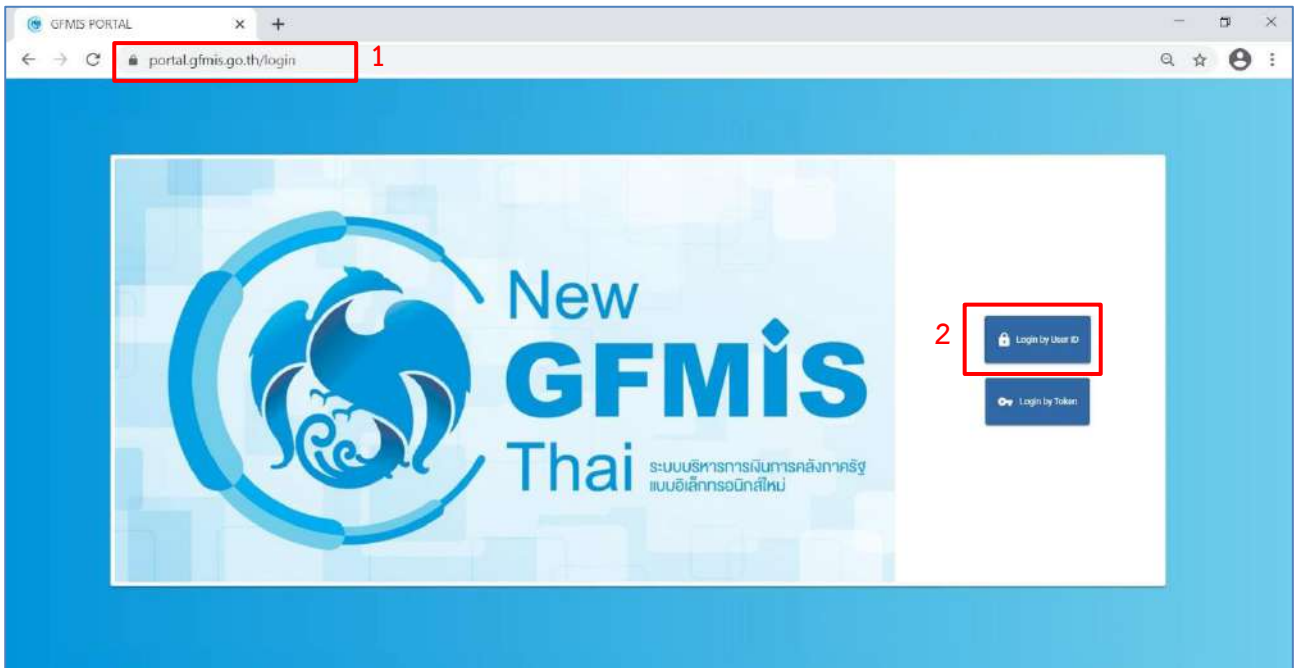 GFMIS PORTAL
portal.gfmis.go.th/login
1
New
GFMIS
Thai
ระบบบริหารการเงินการคลังภาครัฐ
แบบอิเล็กทรอนิกส์ใหม่
2
Login by User ID
Login by Token